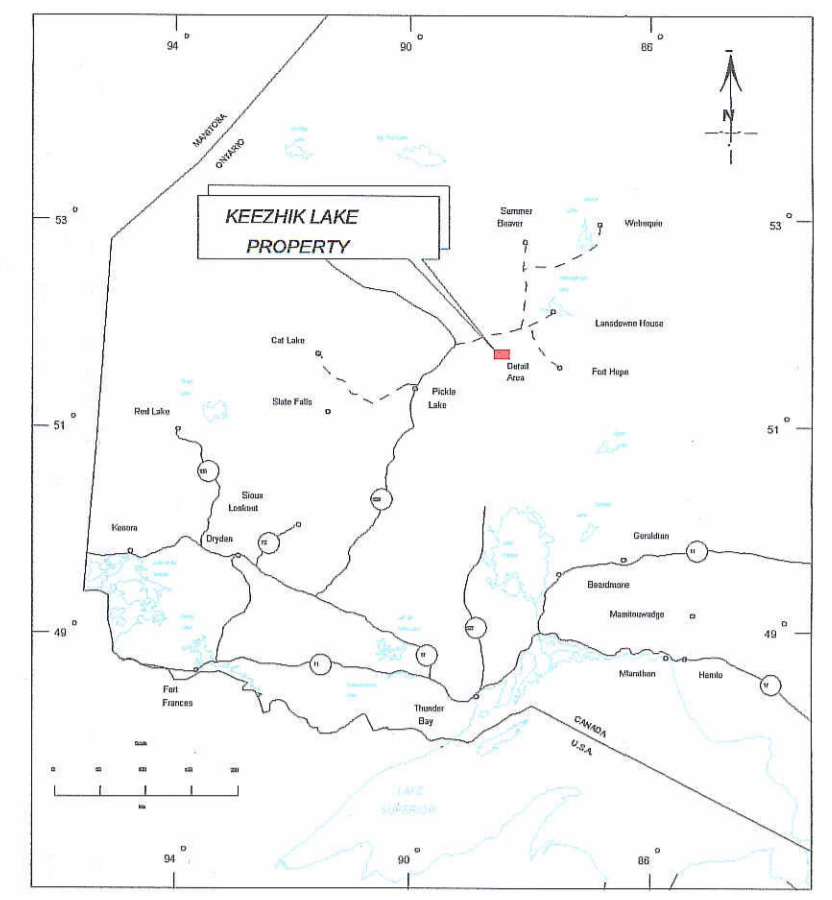 94°
90°
86°
MANITOBA
ONTARIO
N
53°
53°
KEEZHIK LAKE
PROPERTY
Summer
Beaver
Webequie
Lansdowne House
Cat Lake
Detail
Area
Fort Hope
Pickle
Lake
Slate Falls
Red Lake
51°
51°
Sioux
Lookout
Kenora
Dryden
Geraldton
Beardmore
Manitouwadge
49°
49°
11
17
Marathon
Hemlo
Fort
Frances
Thunder
Bay
CANADA
U.S.A.
LAKE
SUPERIOR
94°
90°
86°